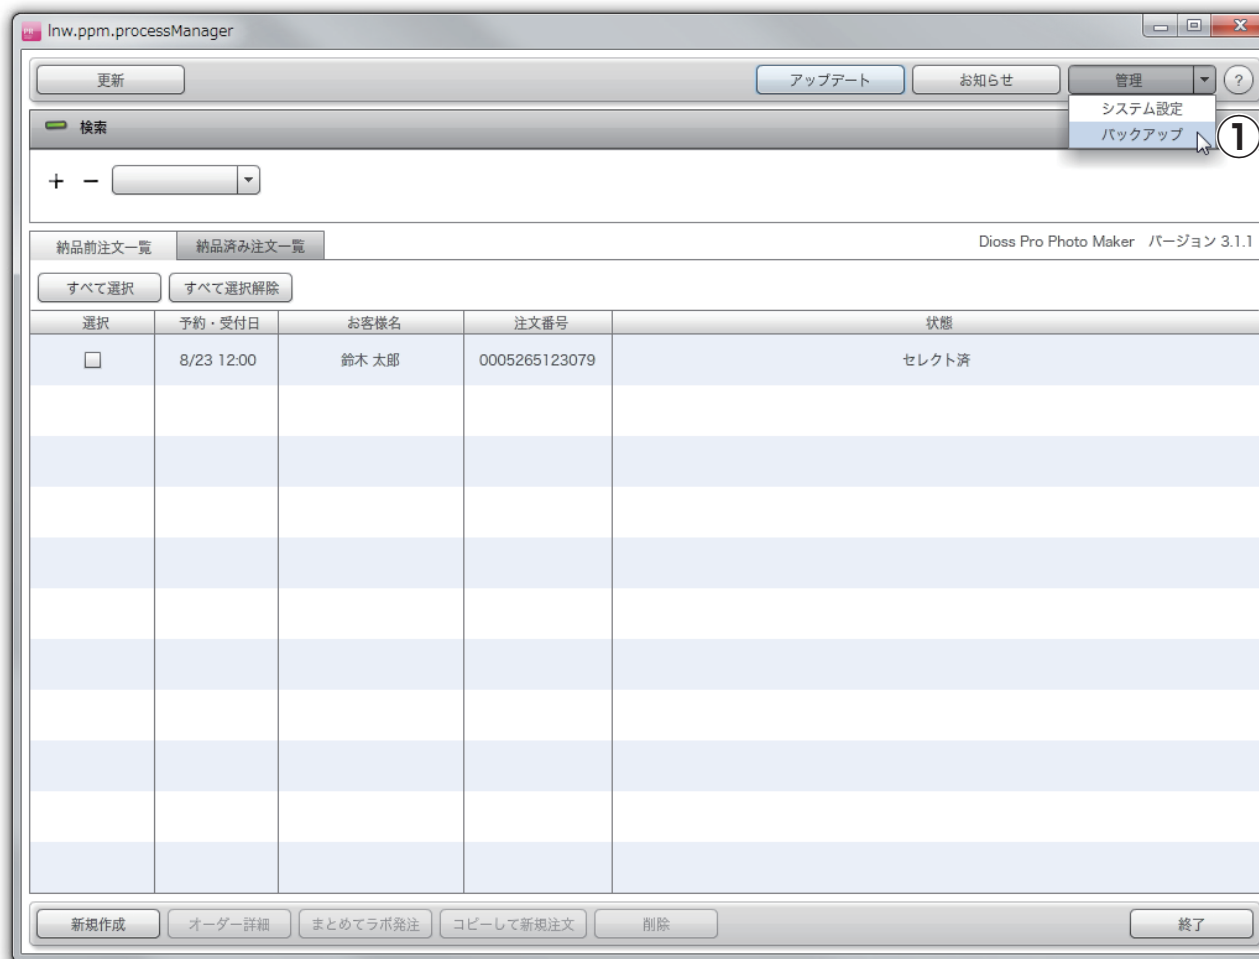 lnw.ppm.processManager
更新 アップデート お知らせ 管理 ?
システム設定
検索
バックアップ ①
納品前注文一覧 納品済み注文一覧 Dioss Pro Photo Maker バージョン 3.1.1
すべて選択 すべて選択解除
選択 予約・受付日 お客様名 注文番号 状態
8/23 12:00 鈴木 太郎 0005265123079 セレクト済
新規作成 オーダー詳細 まとめてラボ発注 コピーして新規注文 削除 終了